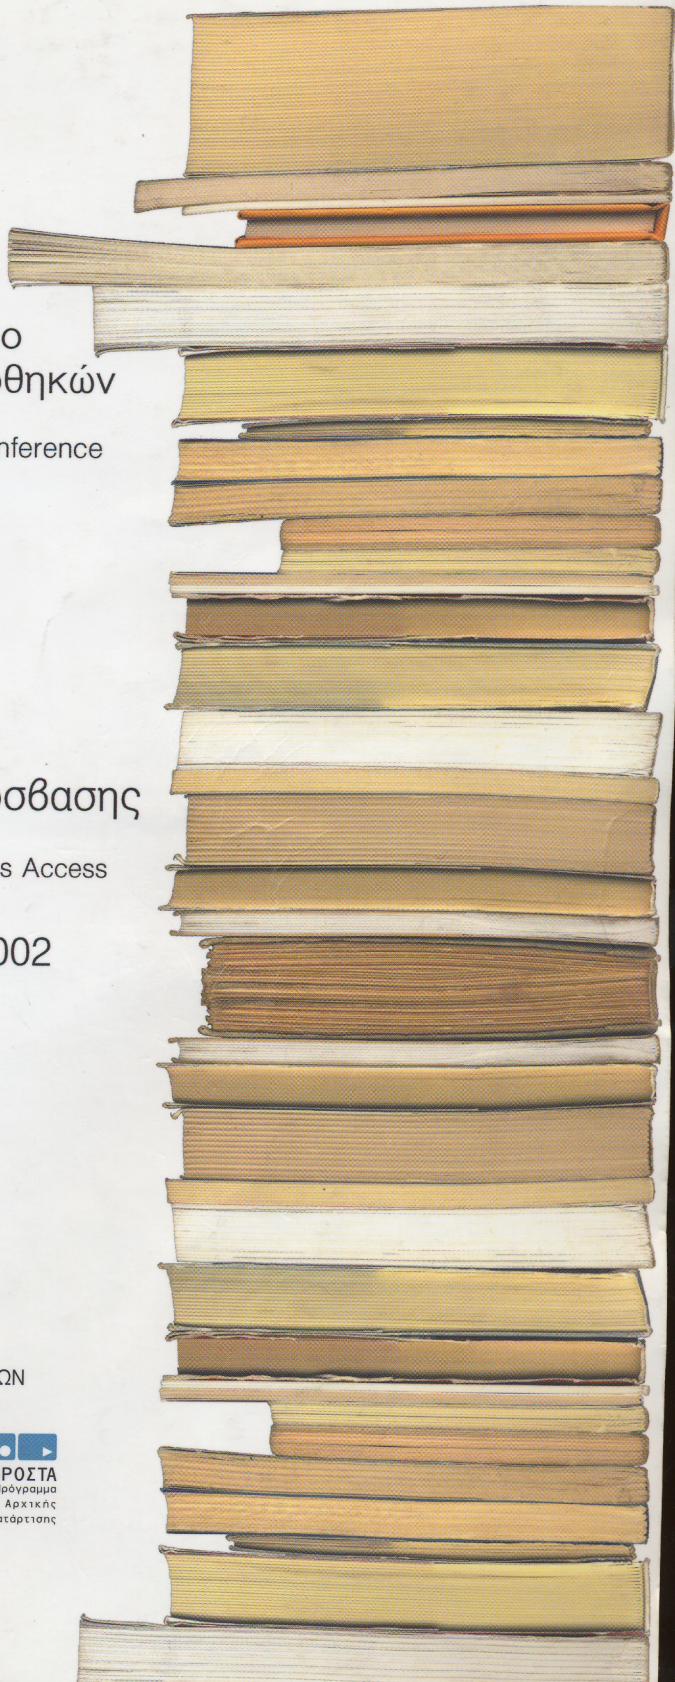 ο
θηκών
nference
σβασης
s Access
002
ΩΝ
ΡΟΣΤΑ
ρόγραμμα
Αρχικής
ατάρτισης